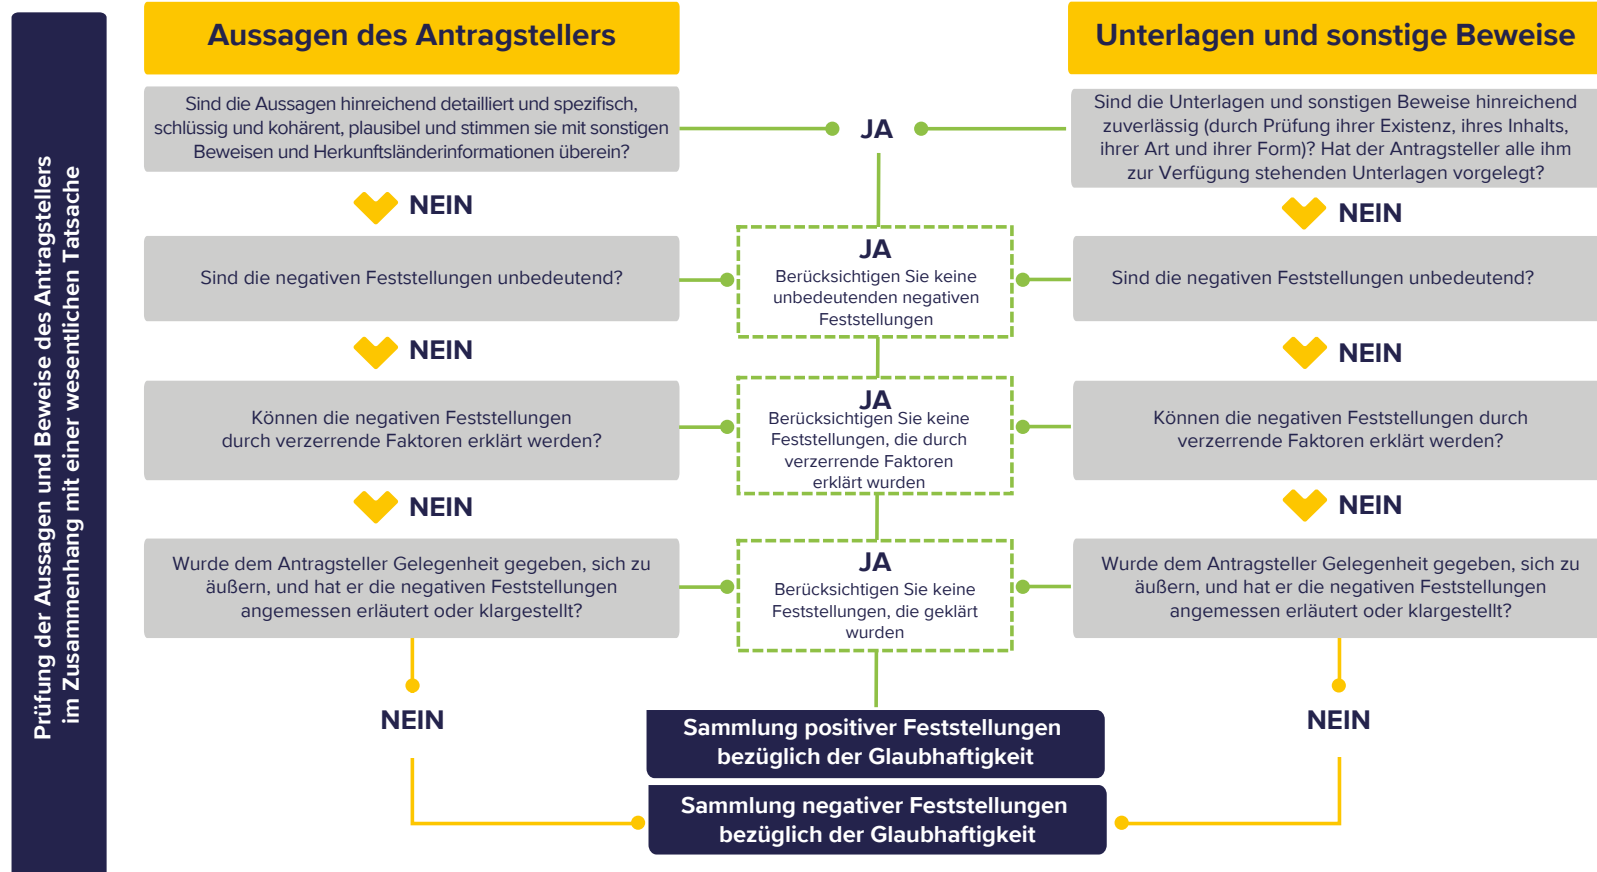 Prüfung der Aussagen und Beweise des Antragstellers
im Zusammenhang mit einer wesentlichen Tatsache
Aussagen des Antragstellers
Unterlagen und sonstige Beweise
Sind die Aussagen hinreichend detailliert und spezifisch,
schlüssig und kohärent, plausibel und stimmen sie mit sonstigen
Beweisen und Herkunftsländerinformationen überein?
JA
Sind die Unterlagen und sonstigen Beweise hinreichend
zuverlässig (durch Prüfung ihrer Existenz, ihres Inhalts,
ihrer Art und ihrer Form)? Hat der Antragsteller alle ihm
zur Verfügung stehenden Unterlagen vorgelegt?
NEIN
NEIN
Sind die negativen Feststellungen unbedeutend?
JA
Berücksichtigen Sie keine
unbedeutenden negativen
Feststellungen
Sind die negativen Feststellungen unbedeutend?
NEIN
NEIN
Können die negativen Feststellungen
durch verzerrende Faktoren erklärt werden?
JA
Berücksichtigen Sie keine
Feststellungen, die durch
verzerrende Faktoren
erklärt wurden
Können die negativen Feststellungen durch
verzerrende Faktoren erklärt werden?
NEIN
NEIN
Wurde dem Antragsteller Gelegenheit gegeben, sich zu
äußern, und hat er die negativen Feststellungen
angemessen erläutert oder klargestellt?
JA
Berücksichtigen Sie keine
Feststellungen, die geklärt
wurden
Wurde dem Antragsteller Gelegenheit gegeben, sich zu
äußern, und hat er die negativen Feststellungen
angemessen erläutert oder klargestellt?
NEIN
NEIN
Sammlung positiver Feststellungen
bezüglich der Glaubhaftigkeit
Sammlung negativer Feststellungen
bezüglich der Glaubhaftigkeit